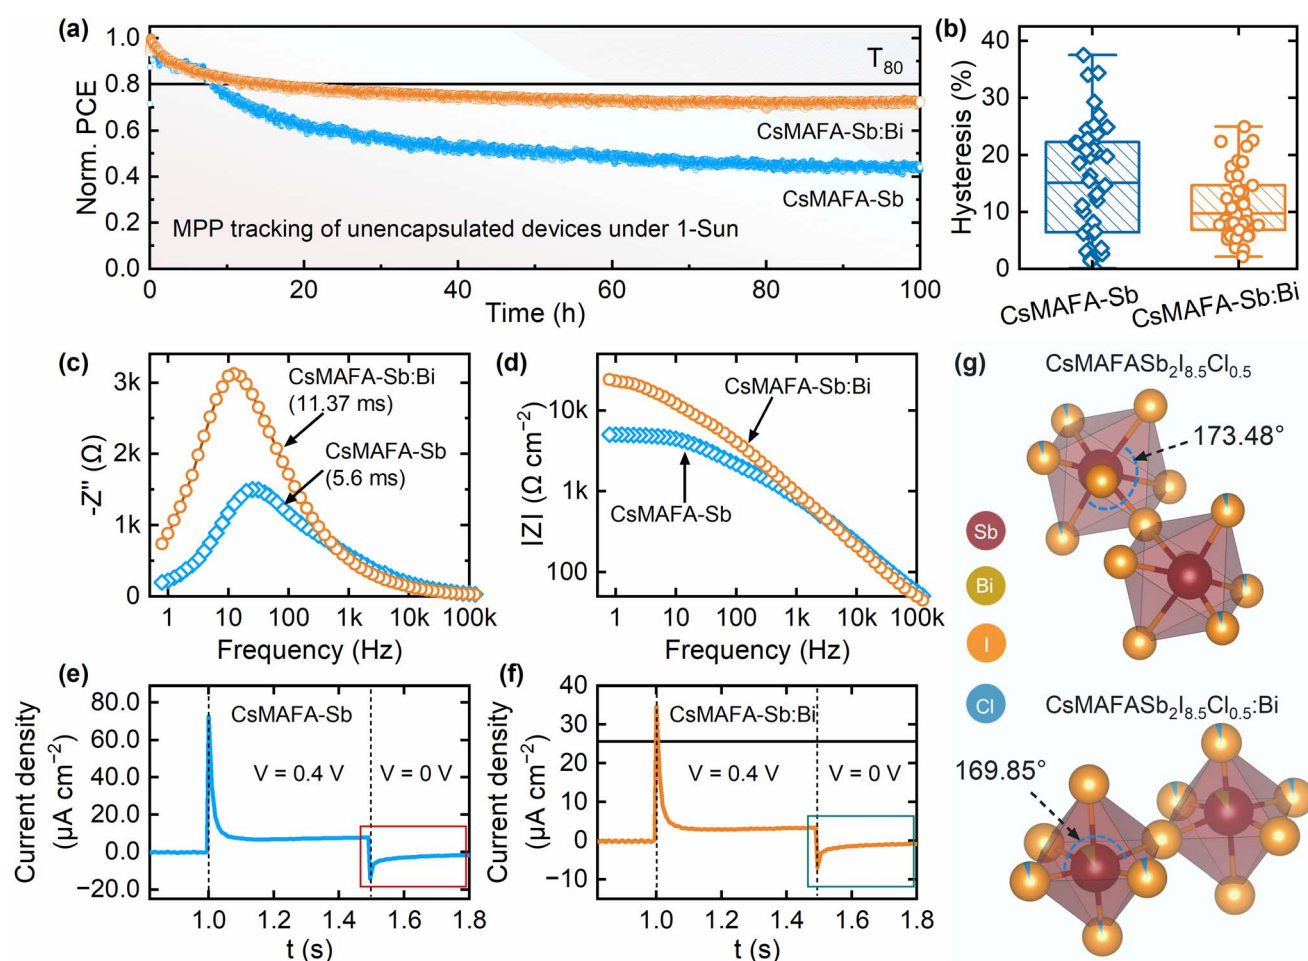 (a)
1.0
0.8
0.6
0.4
0.2
0.0
Norm. PCE
T80
CsMAFA-Sb:Bi
CsMAFA-Sb
MPP tracking of unencapsulated devices under 1-Sun
0 20 40 60 80 100
Time (h)
(b)
40
30
20
10
0
Hysteresis (%)
CsMAFA-Sb
CsMAFA-Sb:Bi
(c)
3k
2k
1k
0
-Z" (Ω)
CsMAFA-Sb:Bi
(11.37 ms)
CsMAFA-Sb
(5.6 ms)
1 10 100 1k 10k 100k
Frequency (Hz)
(d)
10k
1k
100
|Z| (Ω cm⁻²)
CsMAFA-Sb:Bi
CsMAFA-Sb
1 10 100 1k 10k 100k
Frequency (Hz)
(e)
80.0
60.0
40.0
20.0
0.0
−20.0
Current density
(µA cm⁻²)
CsMAFA-Sb
V = 0.4 V
V = 0 V
1.0 1.2 1.4 1.6 1.8
t (s)
(f)
40
30
20
10
0
−10
Current density
(µA cm⁻²)
CsMAFA-Sb:Bi
V = 0.4 V
V = 0 V
1.0 1.2 1.4 1.6 1.8
t (s)
(g)
CsMAFASb₂I₈.₅Cl₀.₅
173.48°
Sb
Bi
I
Cl
CsMAFASb₂I₈.₅Cl₀.₅:Bi
169.85°